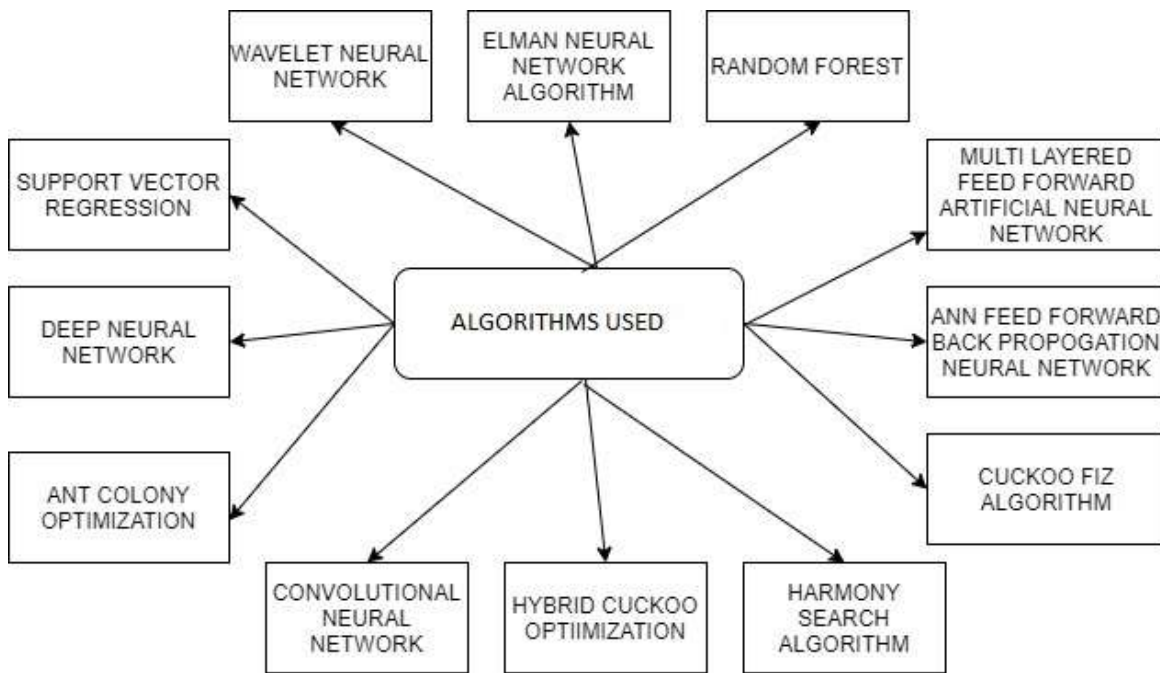 WAVELET NEURAL
NETWORK
ELMAN NEURAL
NETWORK
ALGORITHM
RANDOM FOREST
SUPPORT VECTOR
REGRESSION
MULTI LAYERED
FEED FORWARD
ARTIFICIAL NEURAL
NETWORK
DEEP NEURAL
NETWORK
ALGORITHMS USED
ANN FEED FORWARD
BACK PROPOGATION
NEURAL NETWORK
ANT COLONY
OPTIMIZATION
CUCKOO FIZ
ALGORITHM
CONVOLUTIONAL
NEURAL
NETWORK
HYBRID CUCKOO
OPTIIMIZATION
HARMONY
SEARCH
ALGORITHM